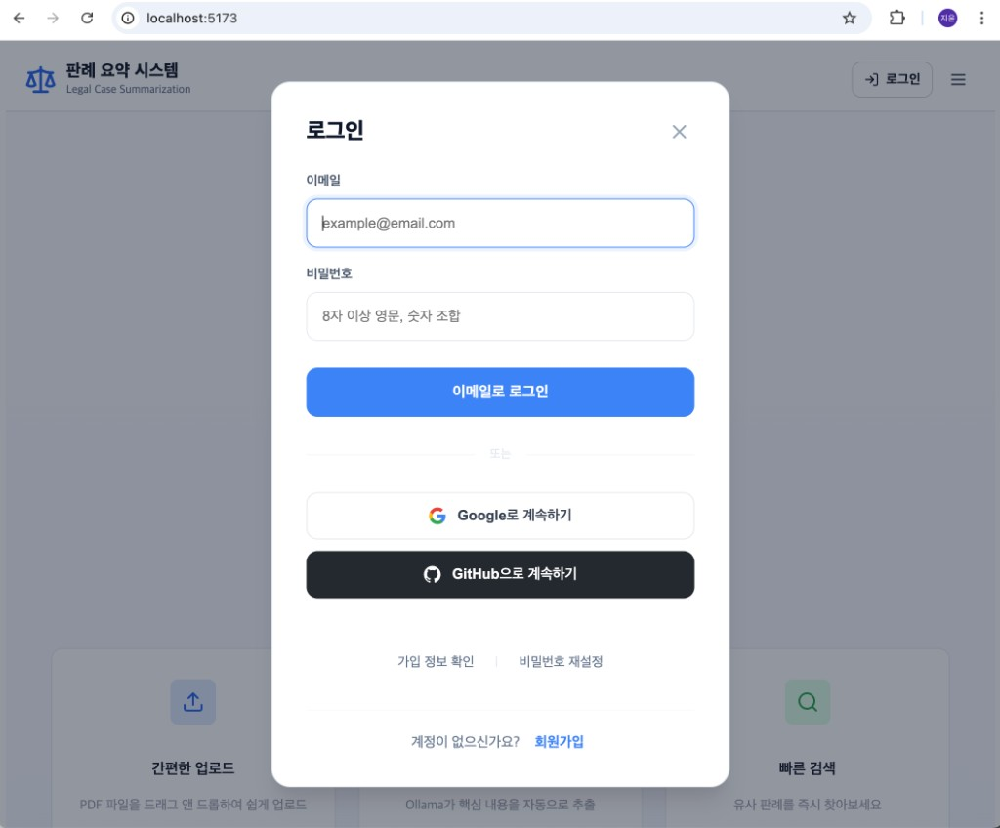 localhost:5173
지운
판례 요약 시스템
Legal Case Summarization
로그인
로그인
이메일
example@email.com
비밀번호
8자 이상 영문, 숫자 조합
이메일로 로그인
또는
Google로 계속하기
GitHub으로 계속하기
가입 정보 확인 | 비밀번호 재설정
계정이 없으신가요? 회원가입
간편한 업로드
PDF 파일을 드래그 앤 드롭하여 쉽게 업로드
Ollama가 핵심 내용을 자동으로 추출
빠른 검색
유사 판례를 즉시 찾아보세요